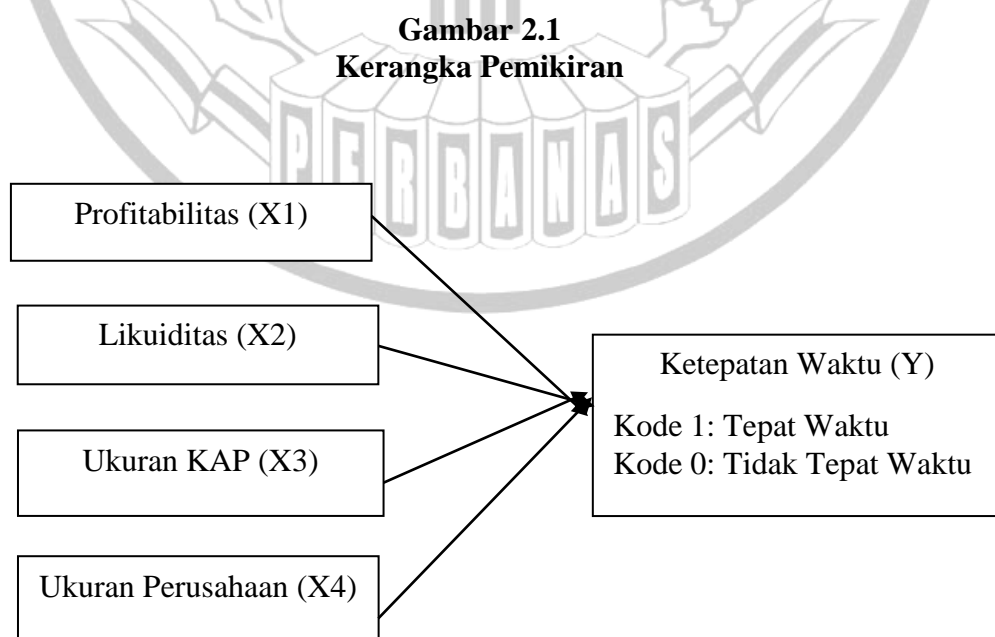 Gambar 2.1
Kerangka Pemikiran
PERBANAS
Profitabilitas (X1)
Likuiditas (X2)
Ketepatan Waktu (Y)
Kode 1: Tepat Waktu
Kode 0: Tidak Tepat Waktu
Ukuran KAP (X3)
Ukuran Perusahaan (X4)